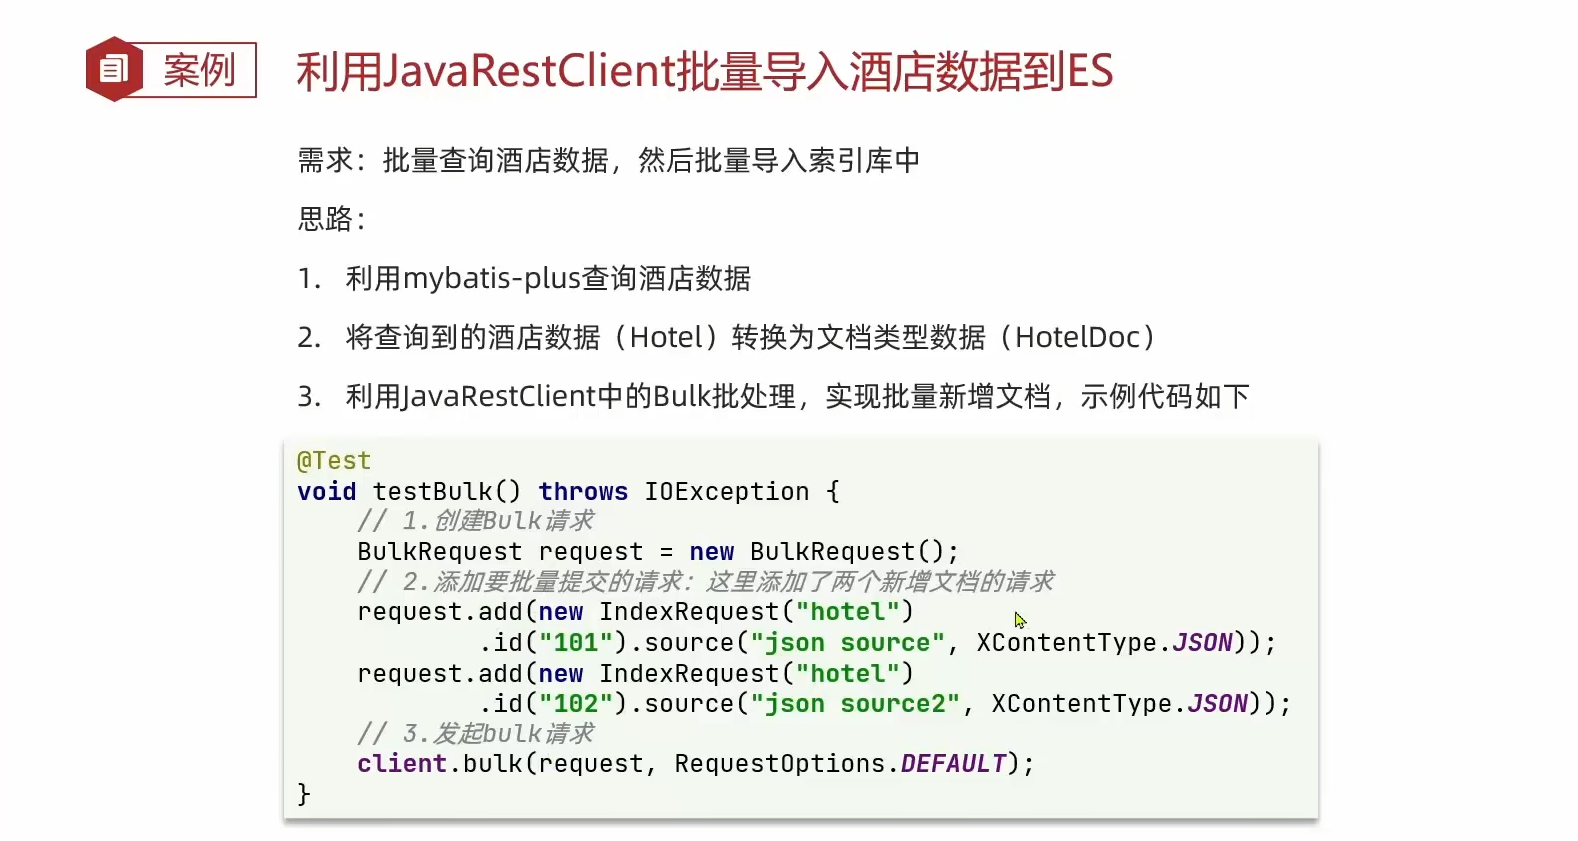 案例
利用JavaRestClient批量导入酒店数据到ES
需求：批量查询酒店数据，然后批量导入索引库中
思路：
1. 利用mybatis-plus查询酒店数据
2. 将查询到的酒店数据（Hotel）转换为文档类型数据（HotelDoc）
3. 利用JavaRestClient中的Bulk批处理，实现批量新增文档，示例代码如下
@Test
void testBulk() throws IOException {
    // 1.创建Bulk请求
    BulkRequest request = new BulkRequest();
    // 2.添加要批量提交的请求：这里添加了两个新增文档的请求
    request.add(new IndexRequest("hotel")
            .id("101").source("json source", XContentType.JSON));
    request.add(new IndexRequest("hotel")
            .id("102").source("json source2", XContentType.JSON));
    // 3.发起bulk请求
    client.bulk(request, RequestOptions.DEFAULT);
}